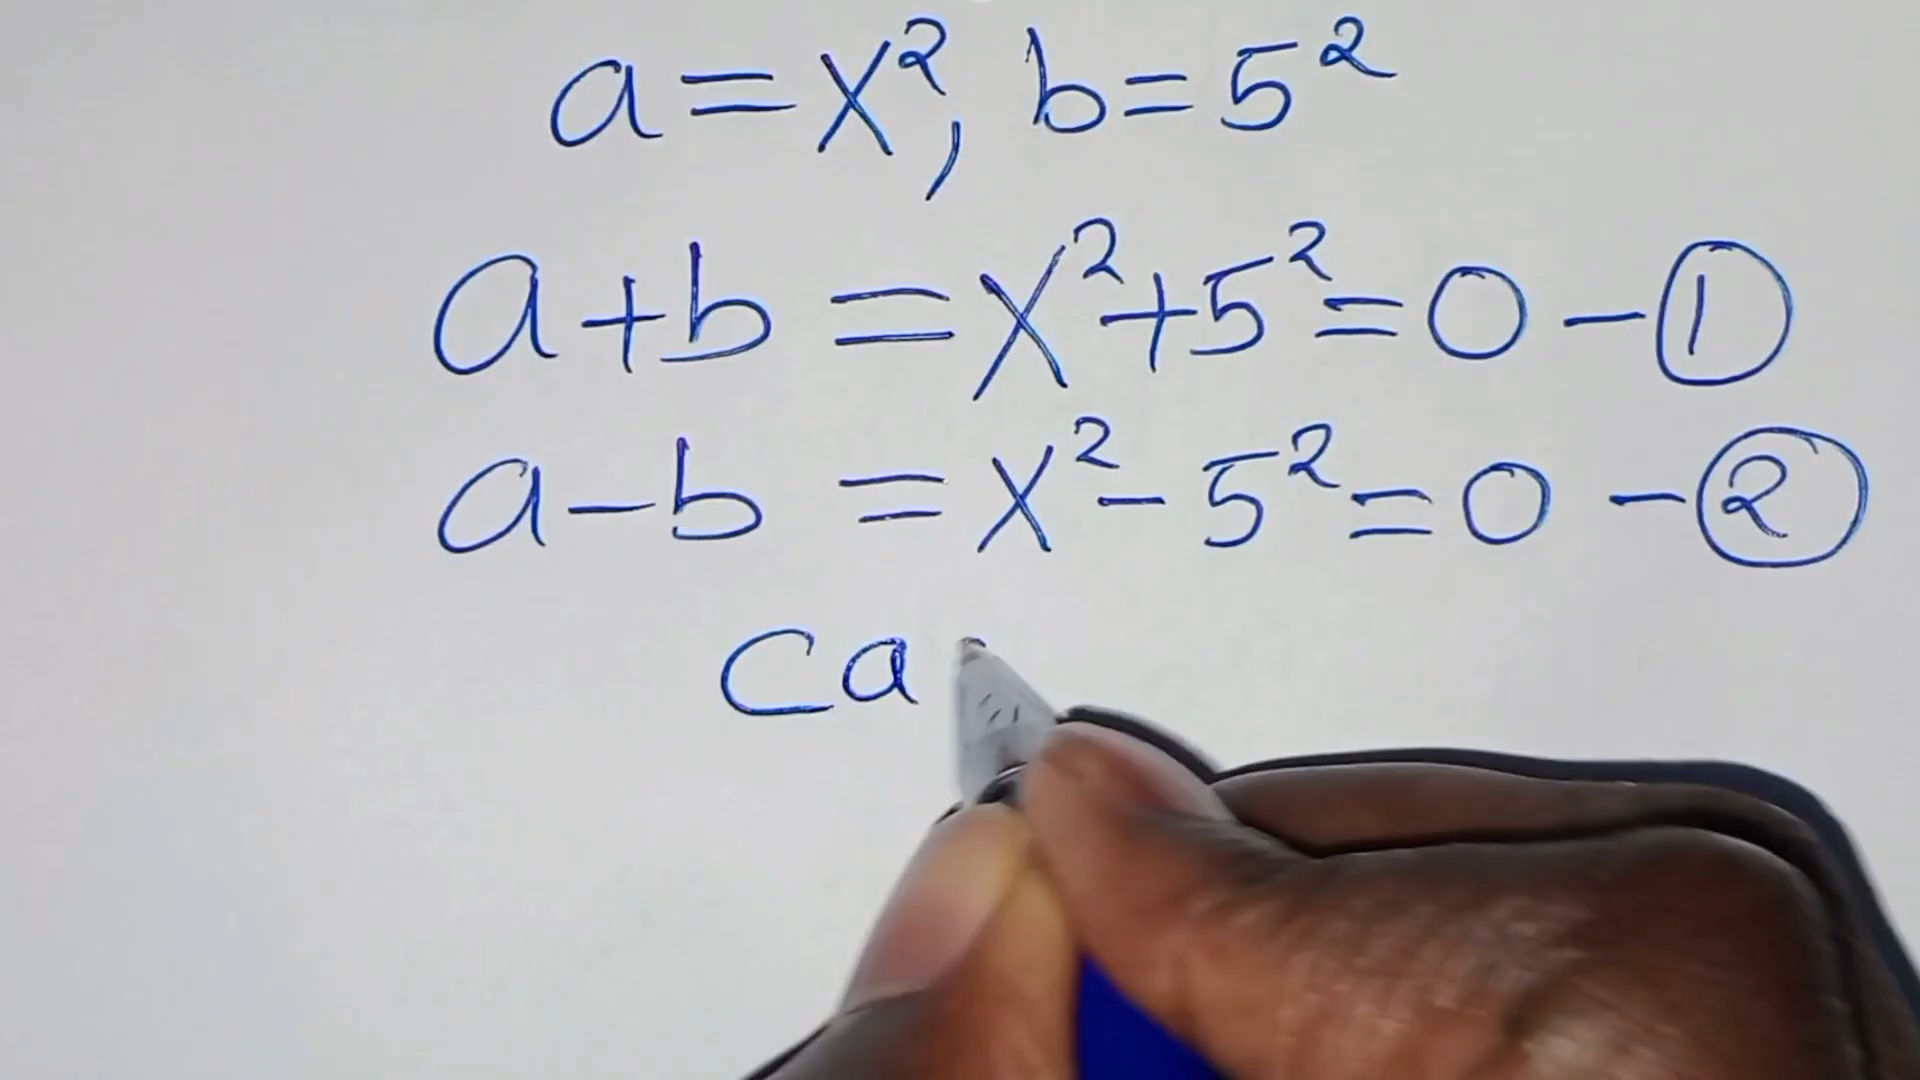 a = x², b = 5²
a + b = x² + 5² = 0 - ①
a - b = x² - 5² = 0 - ②
Ca